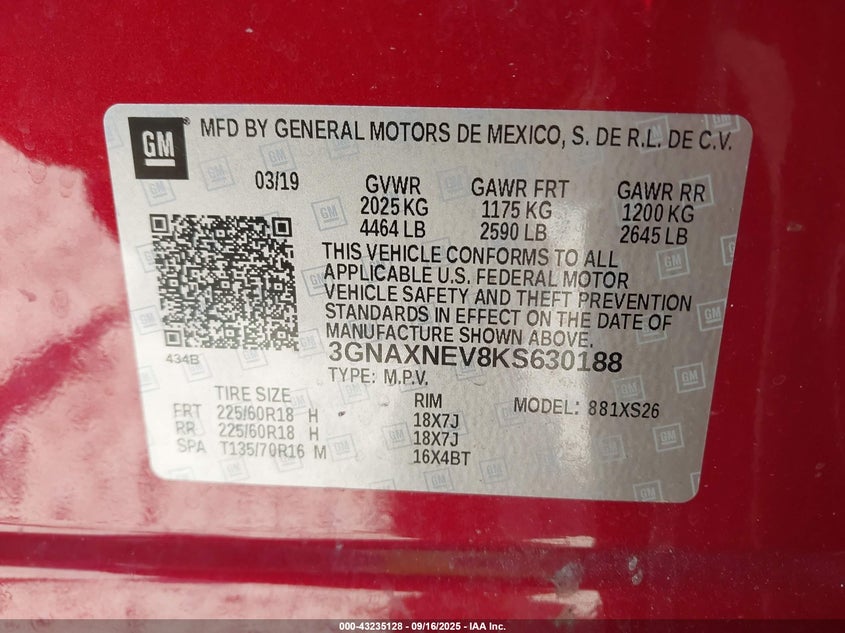 GM
MFD BY GENERAL MOTORS DE MEXICO, S. DE R.L. DE C.V.
03/19 GVWR GAWR FRT GAWR RR
2025 KG 1175 KG 1200 KG
4464 LB 2590 LB 2645 LB
THIS VEHICLE CONFORMS TO ALL
APPLICABLE U.S. FEDERAL MOTOR
VEHICLE SAFETY AND THEFT PREVENTION
STANDARDS IN EFFECT ON THE DATE OF
MANUFACTURE SHOWN ABOVE.
434B
3GNAXNEV8KS630188
TYPE: M.P.V.
TIRE SIZE RIM MODEL: 881XS26
FRT 225/60R18 H 18X7J
RR 225/60R18 H 18X7J
SPA T135/70R16 M 16X4BT
000-43235128 - 09/16/2025 - IAA Inc.